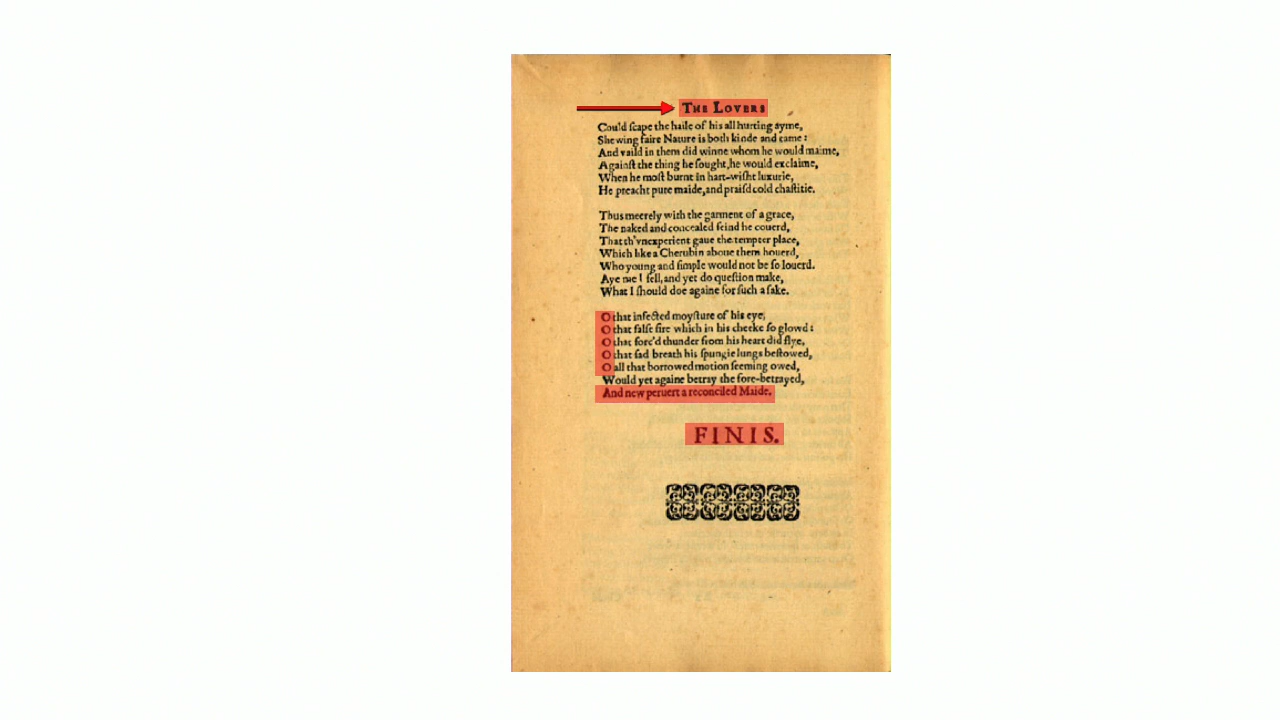 THE LOVERS
Could ſcape the haile of his all hurting ayme,
Shewing faire Nature is both kinde and tame :
And vaild in them did winne whom he would maime,
Againſt the thing he ſought, he would exclaime,
When he moſt burnt in hart-wiſht luxurie,
He preacht pure maide, and praiſd cold chaſtitie.
Thus meerely with the garment of a grace,
The naked and concealed feind he couerd,
That th'vnexperient gaue the tempter place,
Which like a Cherubin aboue them houerd,
Who young and ſimple would not be ſo louerd.
Aye me I fell, and yet do queſtion make,
What I ſhould doe againe for ſuch a ſake.
O that infected moyſture of his eye,
O that falſe fire which in his cheeke ſo glowd :
O that forc'd thunder from his heart did flye,
O that ſad breath his ſpungie lungs beſtowed,
O all that borrowed motion ſeeming owed,
Would yet againe betray the fore-betrayed,
And new peruert a reconciled Maide.
FINIS.